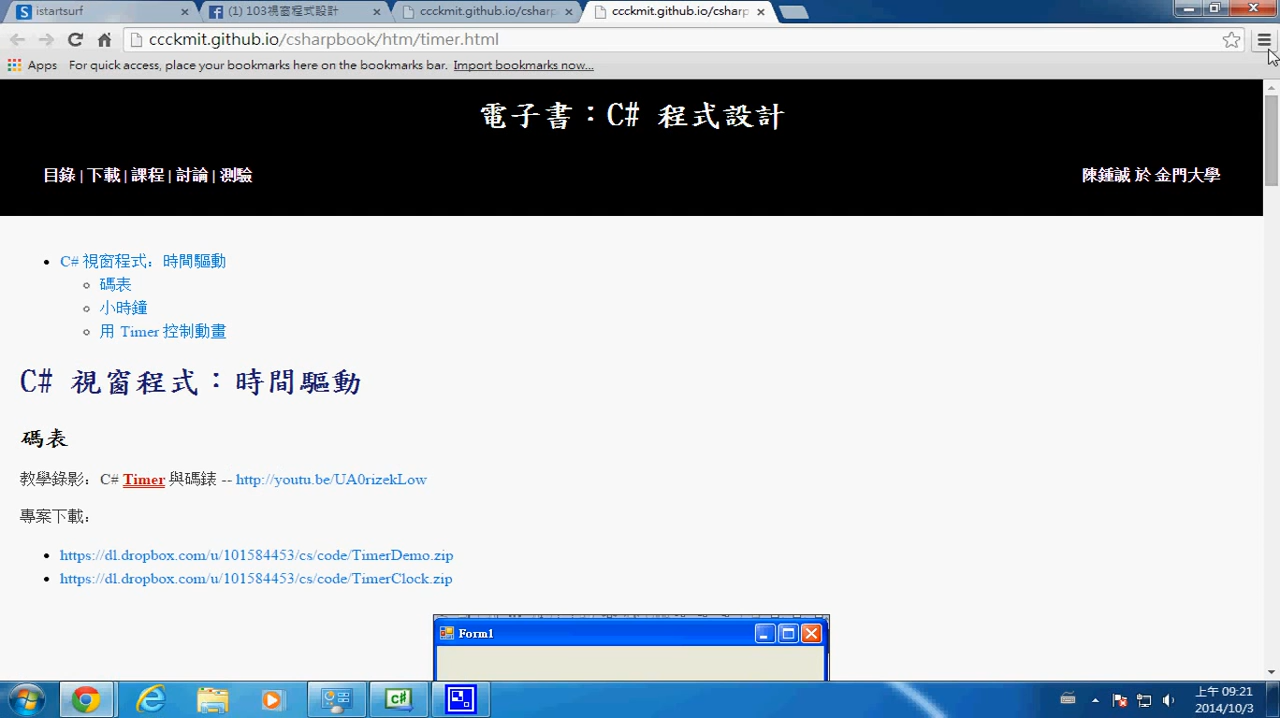 istartsurf
(1) 103視窗程式設計
ccckmit.github.io/csharp
ccckmit.github.io/csharp
ccckmit.github.io/csharpbook/htm/timer.html
Apps For quick access, place your bookmarks here on the bookmarks bar. Import bookmarks now...
電子書：C# 程式設計
目錄 | 下載 | 課程 | 討論 | 測驗
陳鍾誠 於 金門大學
C# 視窗程式：時間驅動
碼表
小時鐘
用 Timer 控制動畫
C# 視窗程式：時間驅動
碼表
教學錄影：C# Timer 與碼錶 -- http://youtu.be/UA0rizekLow
專案下載：
https://dl.dropbox.com/u/101584453/cs/code/TimerDemo.zip
https://dl.dropbox.com/u/101584453/cs/code/TimerClock.zip
Form1
C#
上午 09:21
2014/10/3